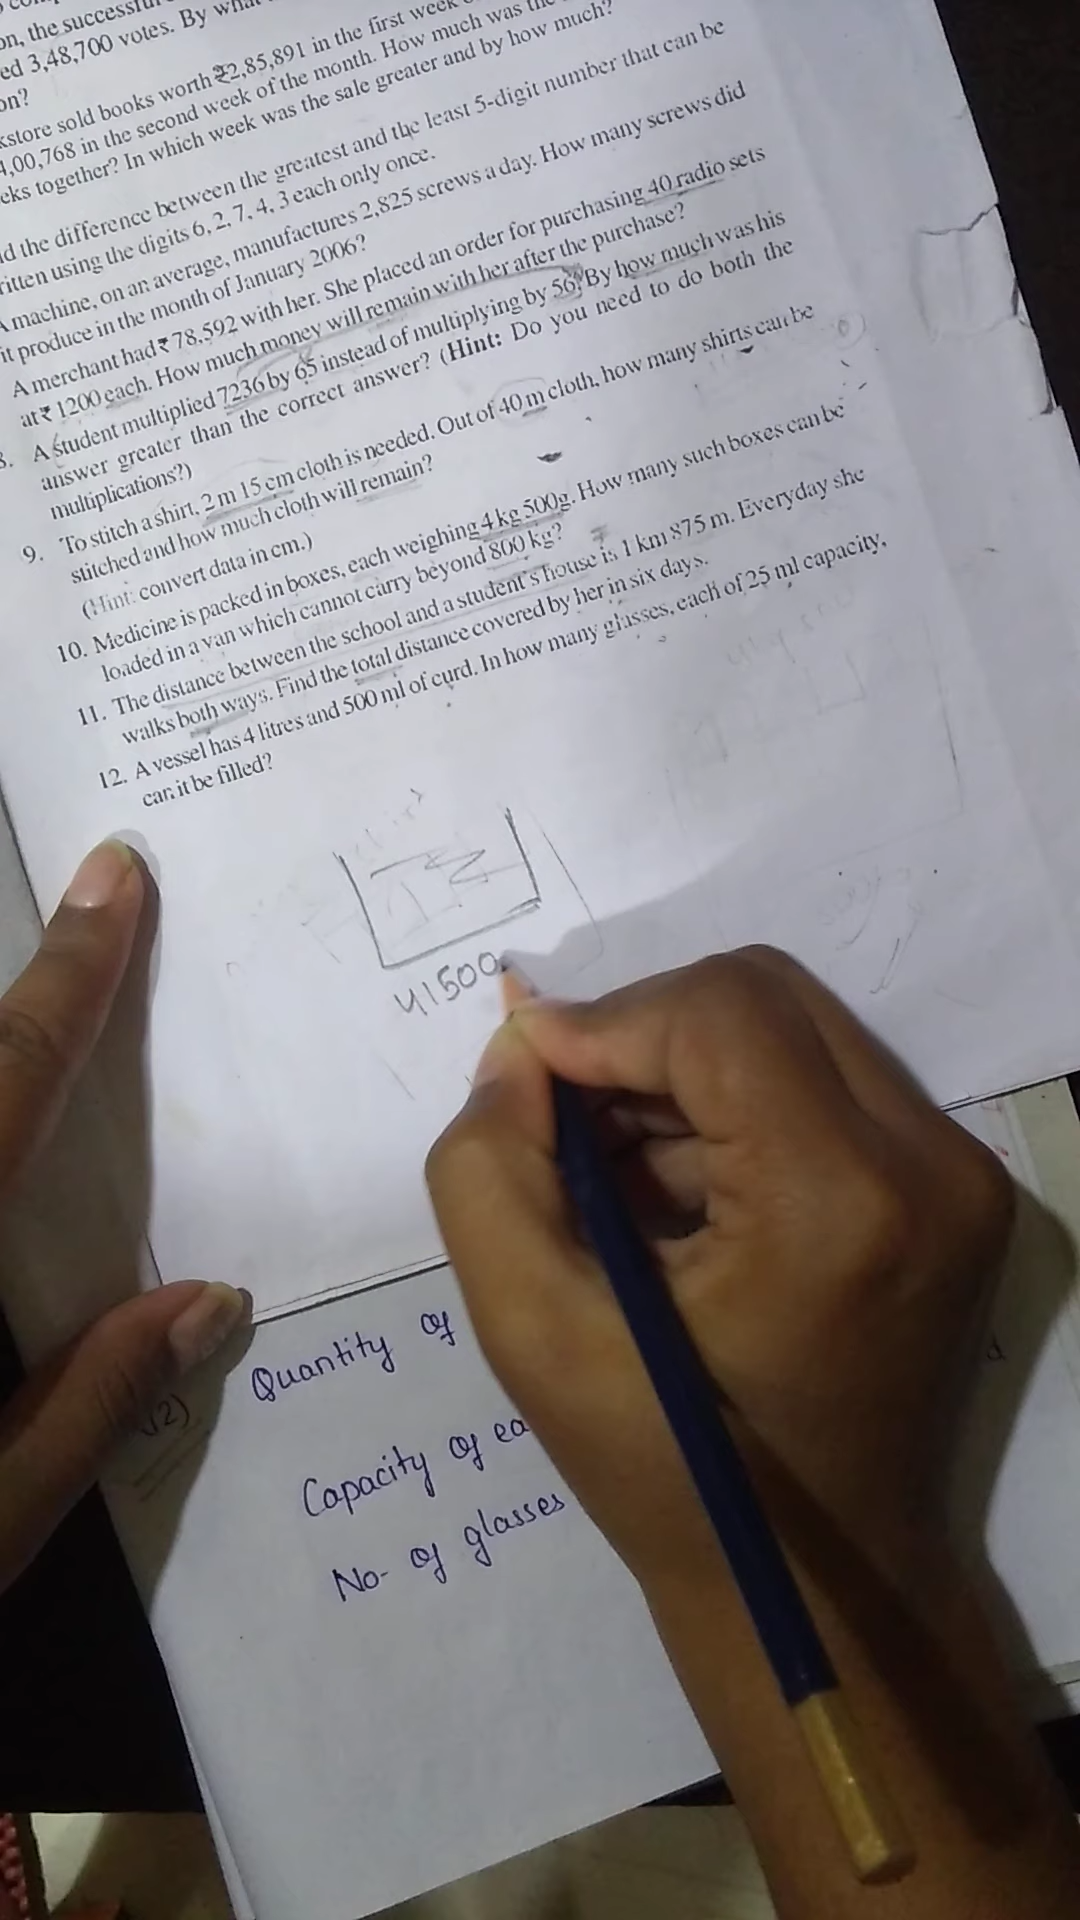 on, the successful
ed 3,48,700 votes. By what
on?
kstore sold books worth ₹2,85,891 in the first week
4,00,768 in the second week of the month. How much was the
eks together? In which week was the sale greater and by how much?
d the difference between the greatest and the least 5-digit number that can be
ritten using the digits 6, 2, 7, 4, 3 each only once.
A machine, on an average, manufactures 2,825 screws a day. How many screws did
it produce in the month of January 2006?
A merchant had ₹ 78,592 with her. She placed an order for purchasing 40 radio sets
at ₹ 1200 each. How much money will remain with her after the purchase?
8. A student multiplied 7236 by 65 instead of multiplying by 56. By how much was his
answer greater than the correct answer? (Hint: Do you need to do both the
multiplications?)
9. To stitch a shirt, 2 m 15 cm cloth is needed. Out of 40 m cloth, how many shirts can be
stitched and how much cloth will remain?
(Hint: convert data in cm.)
10. Medicine is packed in boxes, each weighing 4 kg 500g. How many such boxes can be
loaded in a van which cannot carry beyond 800 kg?
11. The distance between the school and a student's house is 1 km 875 m. Everyday she
walks both ways. Find the total distance covered by her in six days.
12. A vessel has 4 litres and 500 ml of curd. In how many glasses, each of 25 ml capacity,
can it be filled?
4l500
12) Quantity of
Capacity of ea
No- of glasses
d